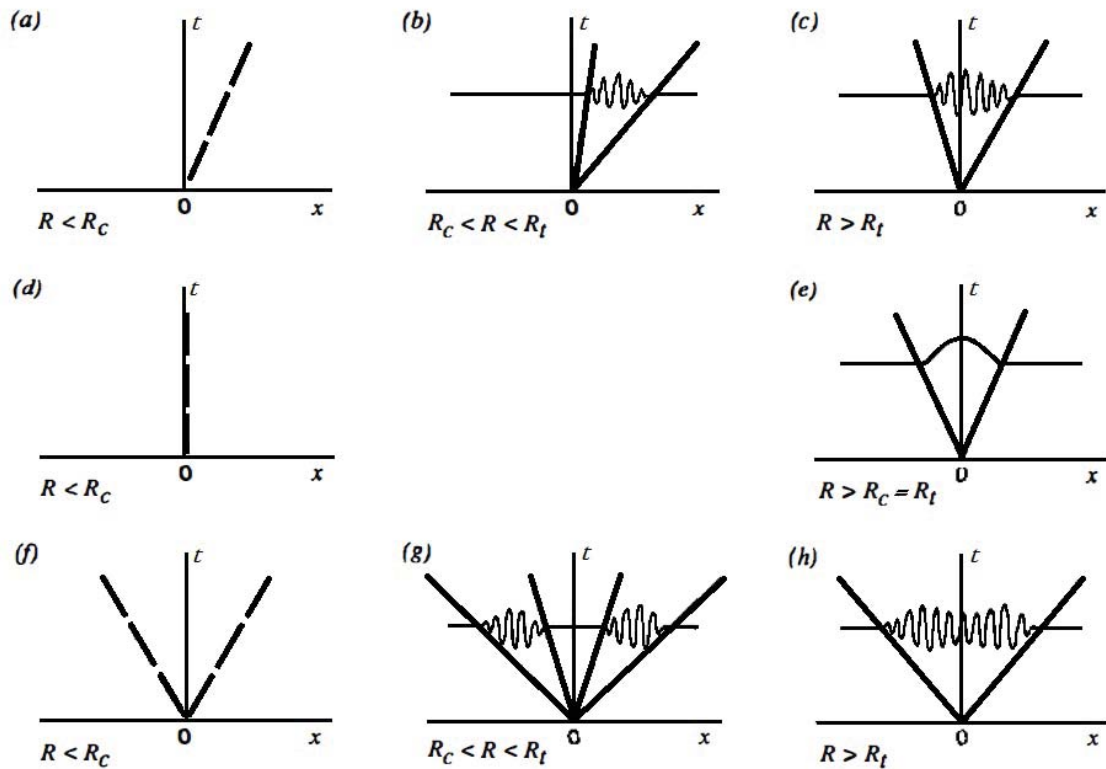 (a) t
0 x
R < R_c
(b) t
0 x
R_c < R < R_t
(c) t
0 x
R > R_t
(d) t
0 x
R < R_c
(e) t
0 x
R > R_c = R_t
(f) t
0 x
R < R_c
(g) t
0 x
R_c < R < R_t
(h) t
0 x
R > R_t